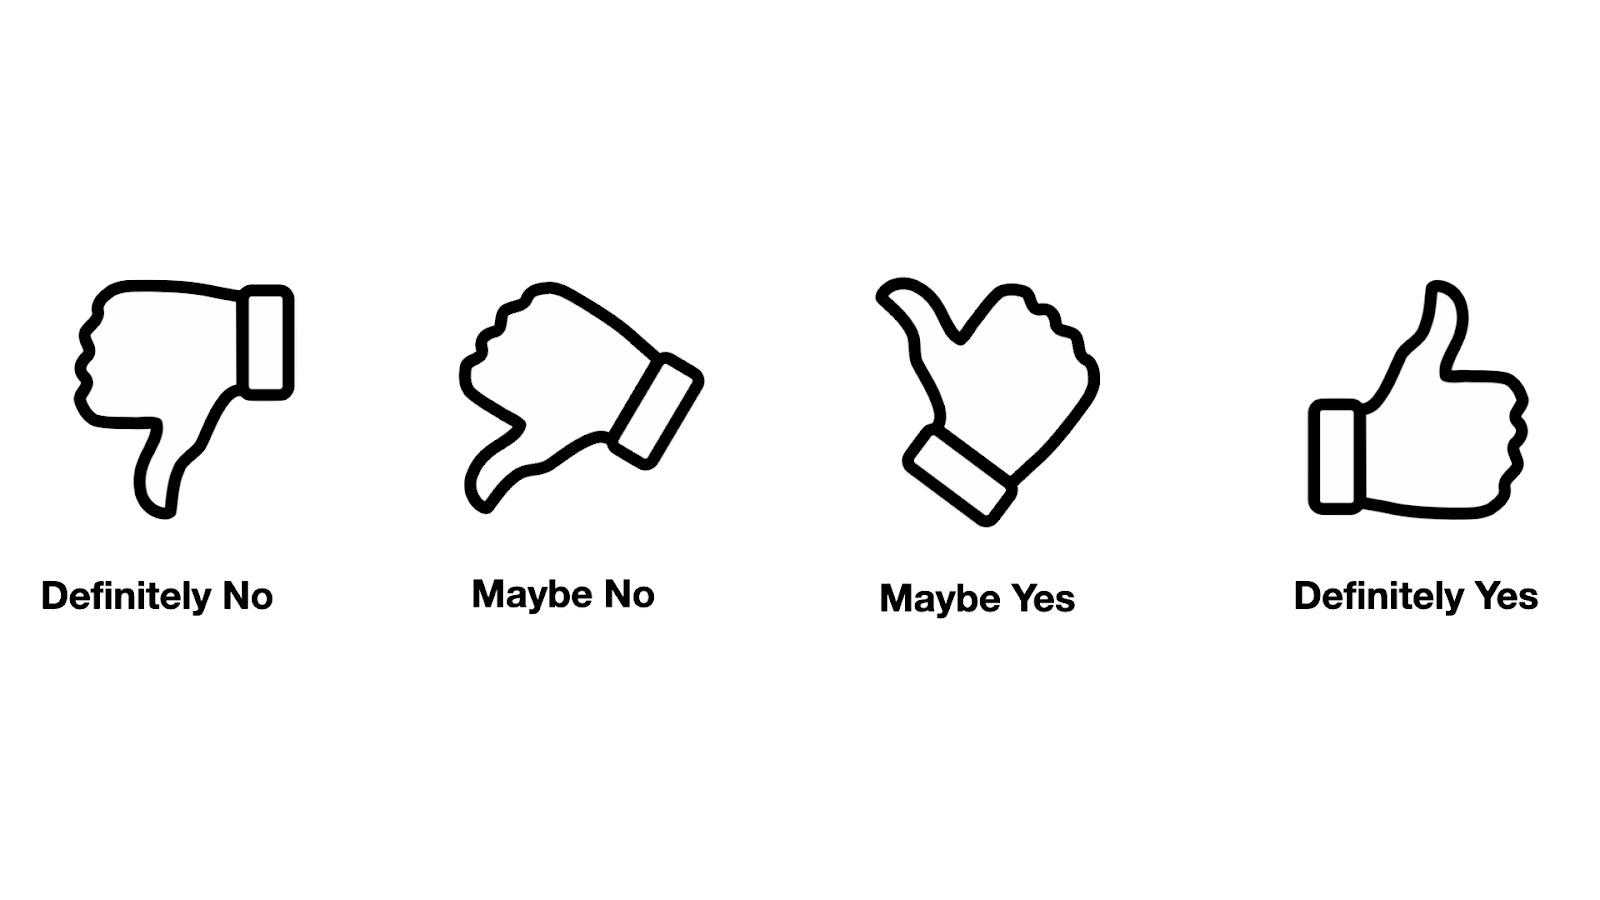 Definitely No
Maybe No
Maybe Yes
Definitely Yes